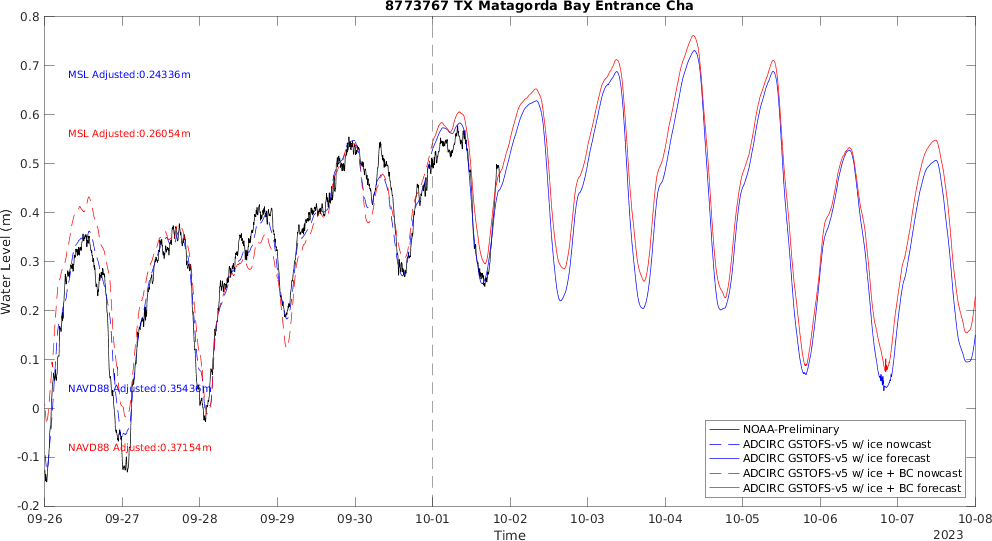 8773767 TX Matagorda Bay Entrance Cha
0.8
0.7
0.6
0.5
0.4
0.3
0.2
0.1
0
-0.1
-0.2
Water Level (m)
MSL Adjusted:0.24336m
MSL Adjusted:0.26054m
NAVD88 Adjusted:0.35436m
NAVD88 Adjusted:0.37154m
NOAA-Preliminary
ADCIRC GSTOFS-v5 w/ ice nowcast
ADCIRC GSTOFS-v5 w/ ice forecast
ADCIRC GSTOFS-v5 w/ ice + BC nowcast
ADCIRC GSTOFS-v5 w/ ice + BC forecast
09-26 09-27 09-28 09-29 09-30 10-01 10-02 10-03 10-04 10-05 10-06 10-07 10-08
Time
2023